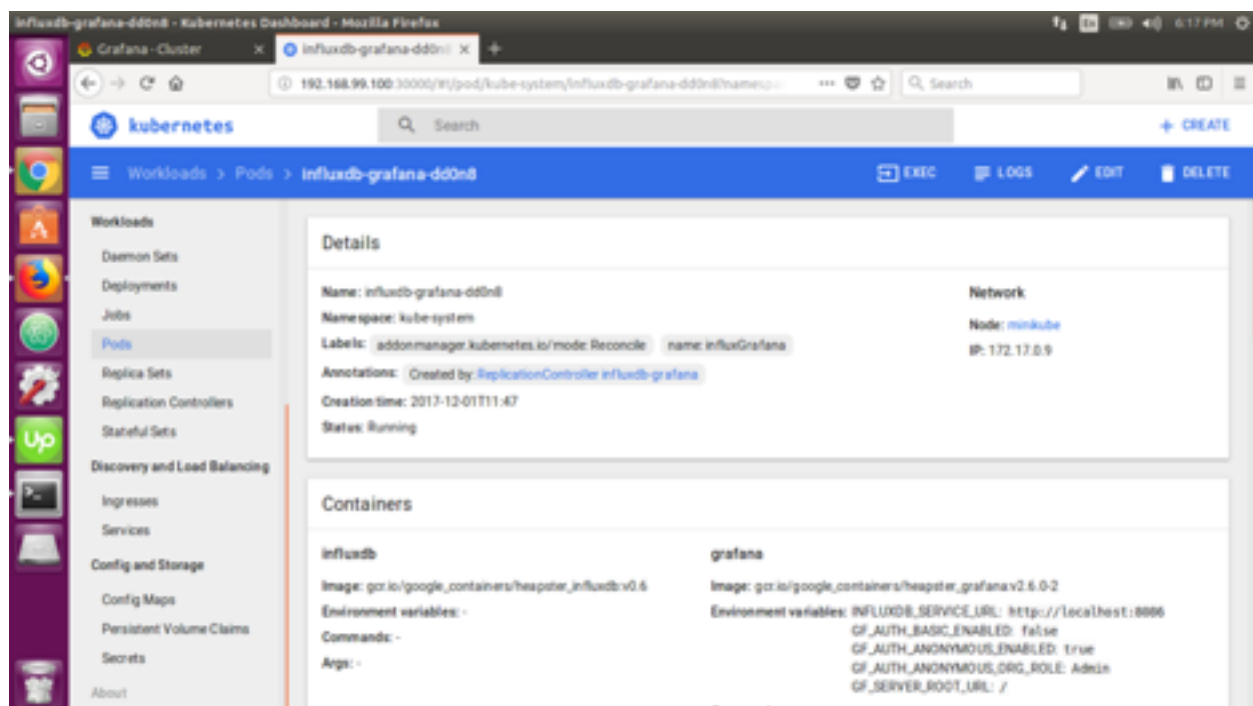 influxdb-grafana-dd0n8 - Kubernetes Dashboard - Mozilla Firefox
En
6:17 PM
Grafana - Cluster
influxdb-grafana-dd0n8
192.168.99.100:30000/#!/pod/kube-system/influxdb-grafana-dd0n8?namespa
Search
kubernetes
Search
+ CREATE
Workloads > Pods > influxdb-grafana-dd0n8
EXEC
LOGS
EDIT
DELETE
Workloads
Daemon Sets
Deployments
Jobs
Pods
Replica Sets
Replication Controllers
Stateful Sets
Discovery and Load Balancing
Ingresses
Services
Config and Storage
Config Maps
Persistent Volume Claims
Secrets
About
Details
Name: influxdb-grafana-dd0n8
Namespace: kube-system
Labels: addonmanager.kubernetes.io/mode: Reconcile name: influxGrafana
Annotations: Created by: ReplicationController influxdb-grafana
Creation time: 2017-12-01T11:47
Status: Running
Network
Node: minikube
IP: 172.17.0.9
Containers
influxdb
Image: gcr.io/google_containers/heapster_influxdb:v0.6
Environment variables: -
Commands: -
Args: -
grafana
Image: gcr.io/google_containers/heapster_grafana:v2.6.0-2
Environment variables: INFLUXDB_SERVICE_URL: http://localhost:8086
GF_AUTH_BASIC_ENABLED: false
GF_AUTH_ANONYMOUS_ENABLED: true
GF_AUTH_ANONYMOUS_ORG_ROLE: Admin
GF_SERVER_ROOT_URL: /
Up